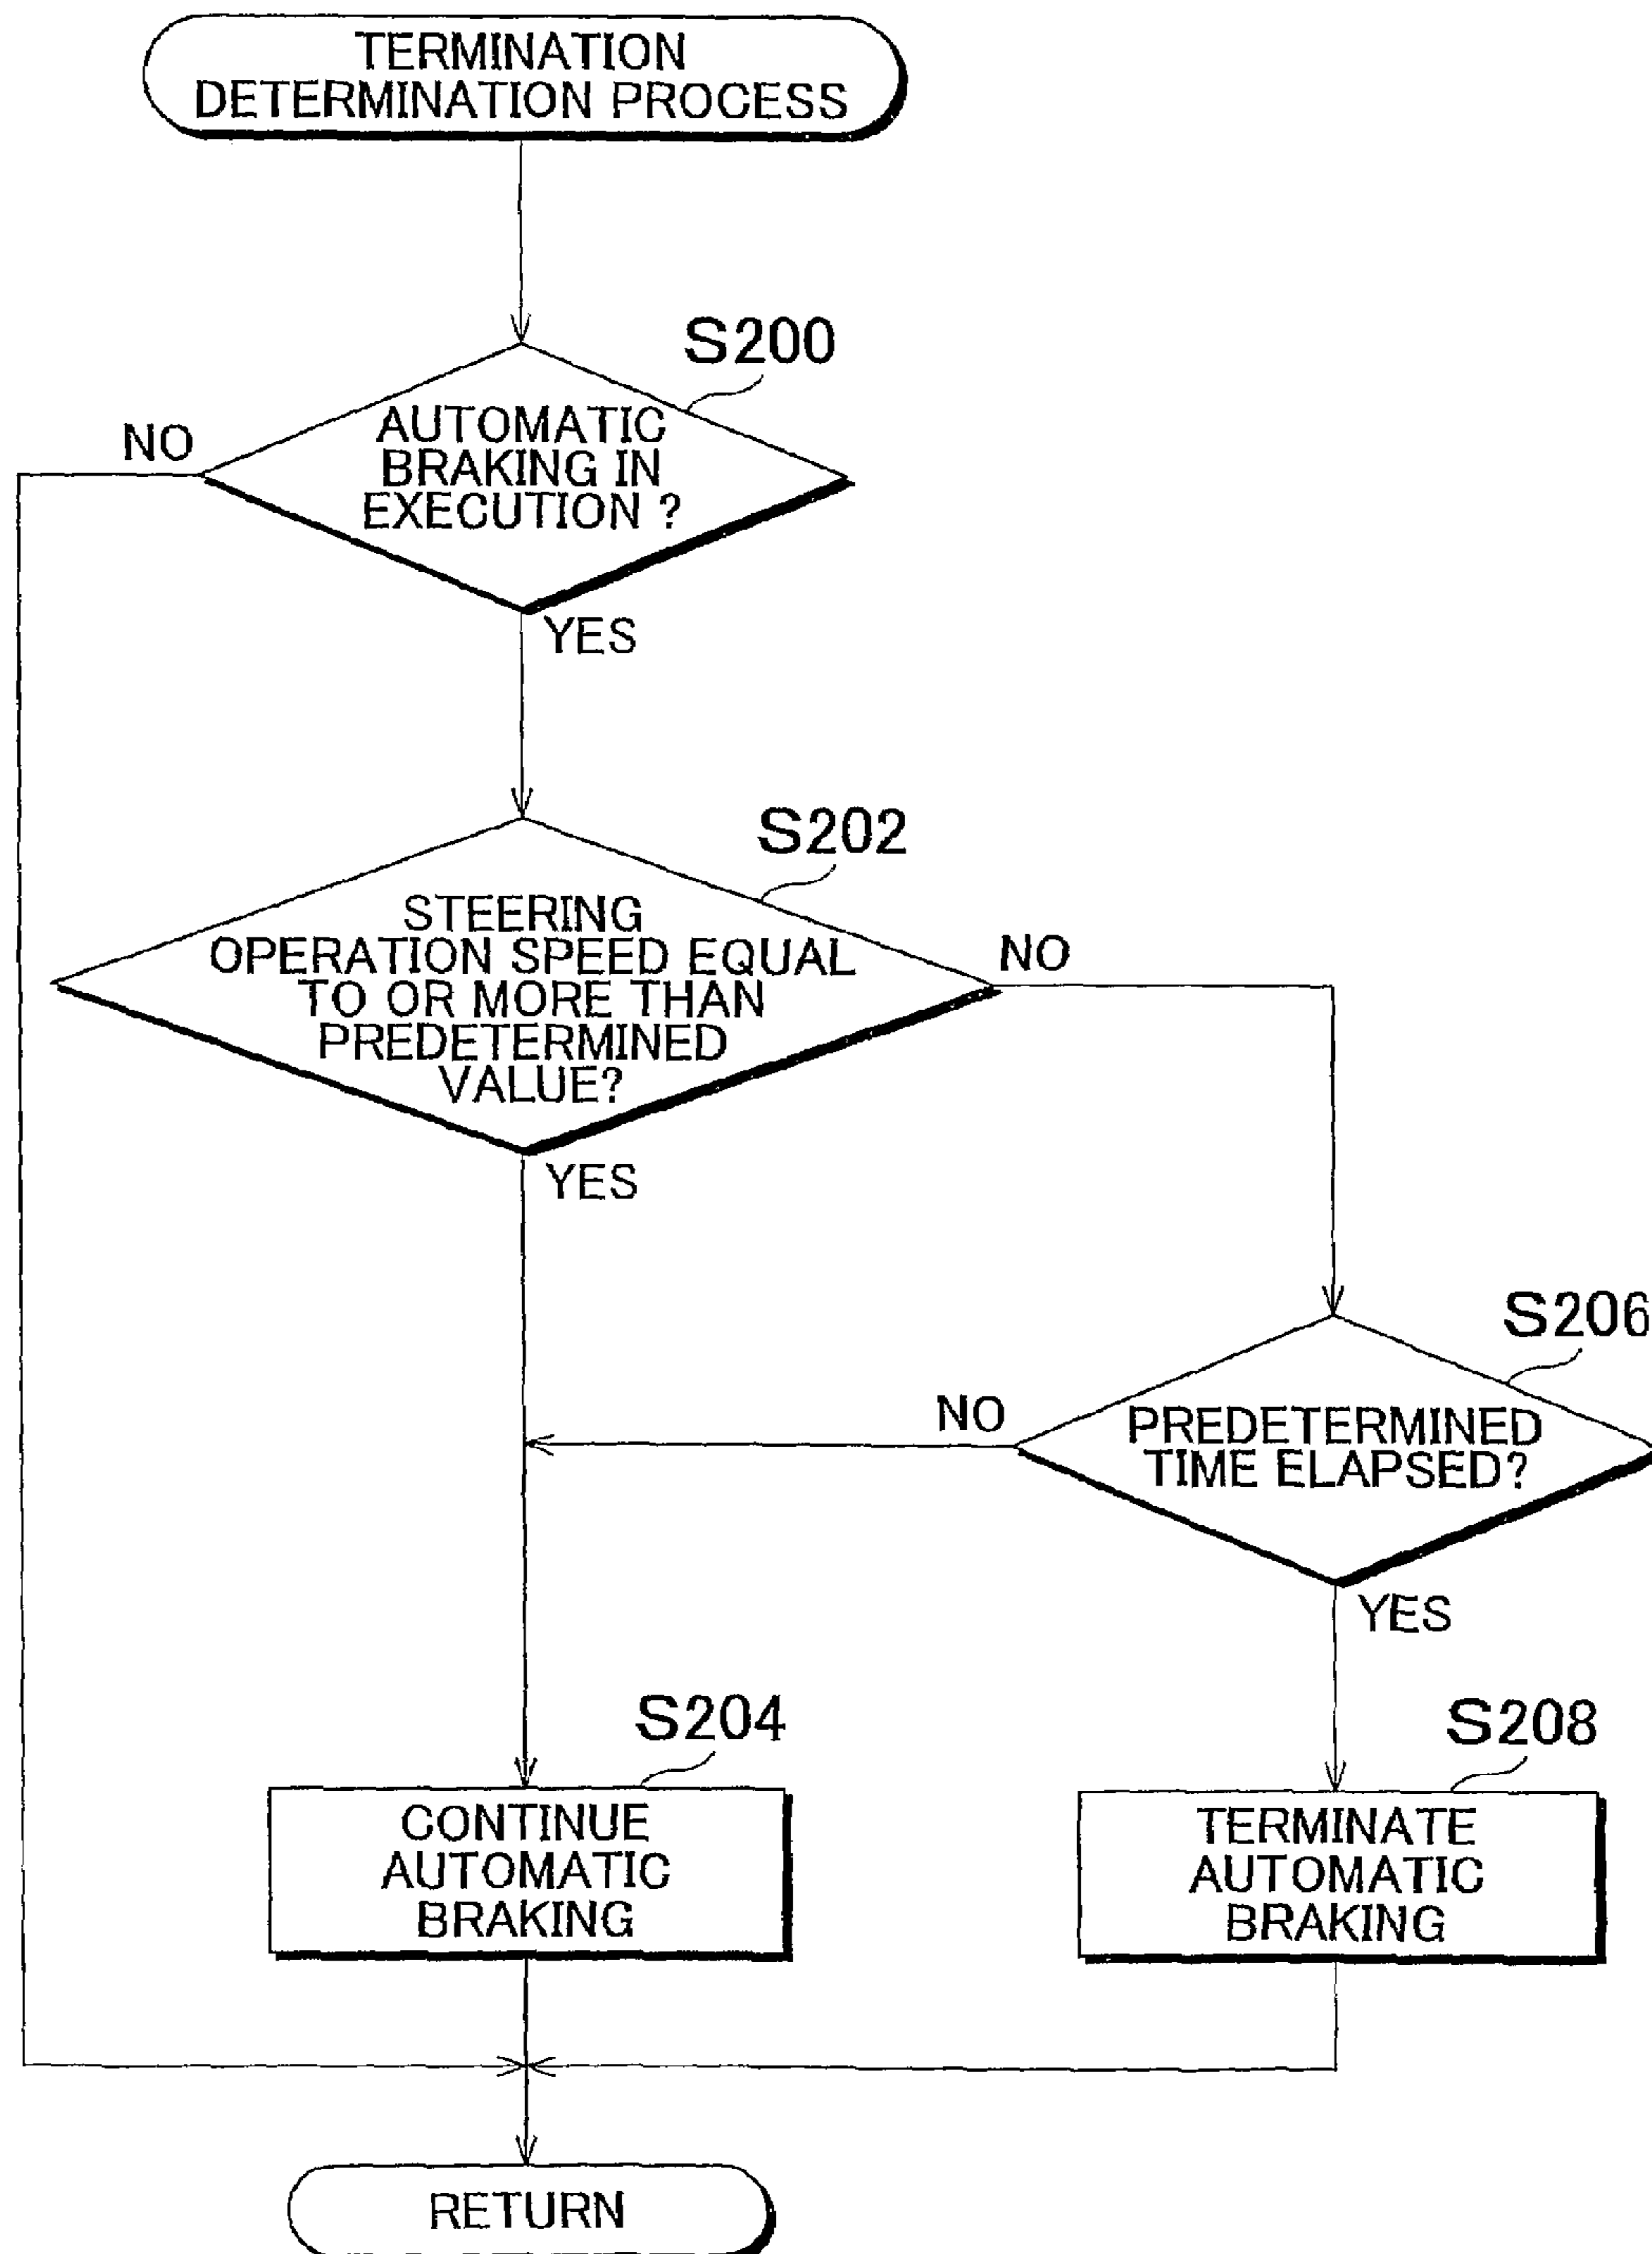 TERMINATION
DETERMINATION PROCESS
S200
NO
AUTOMATIC
BRAKING IN
EXECUTION ?
YES
S202
STEERING
OPERATION SPEED EQUAL
TO OR MORE THAN
PREDETERMINED
VALUE?
NO
YES
S206
NO
PREDETERMINED
TIME ELAPSED?
YES
S204
CONTINUE
AUTOMATIC
BRAKING
S208
TERMINATE
AUTOMATIC
BRAKING
RETURN